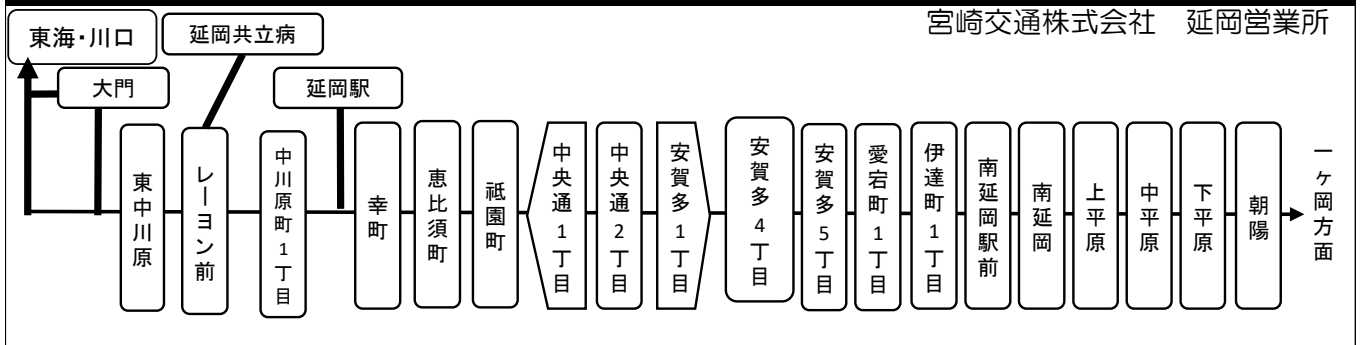 宮崎交通株式会社　延岡営業所
東海・川口
延岡共立病
大門
延岡駅
東中川原
レーヨン前
中川原町1丁目
幸町
恵比須町
祗園町
中央通1丁目
中央通2丁目
安賀多1丁目
安賀多4丁目
安賀多5丁目
愛宕町1丁目
伊達町1丁目
南延岡駅前
南延岡
上平原
中平原
下平原
朝陽
一ヶ岡方面